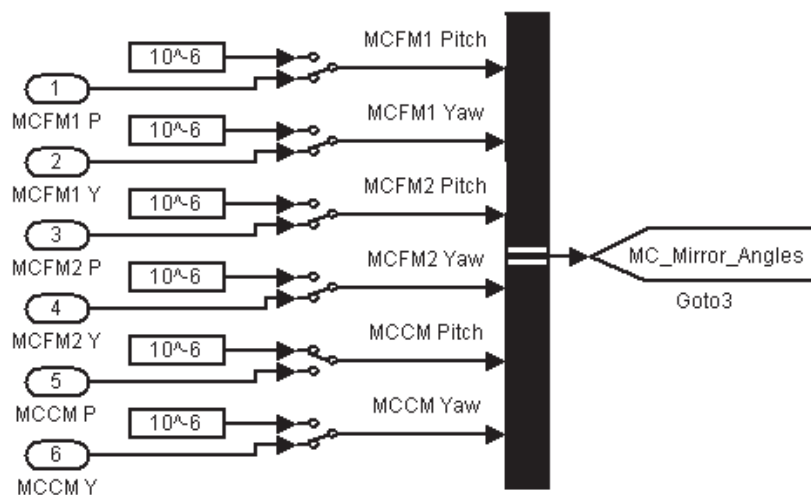 10^-6
MCFM1 Pitch
1
MCFM1 P
10^-6
MCFM1 Yaw
2
MCFM1 Y
10^-6
MCFM2 Pitch
3
MCFM2 P
10^-6
MCFM2 Yaw
4
MCFM2 Y
10^-6
MCCM Pitch
5
MCCM P
10^-6
MCCM Yaw
6
MCCM Y
MC_Mirror_Angles
Goto3